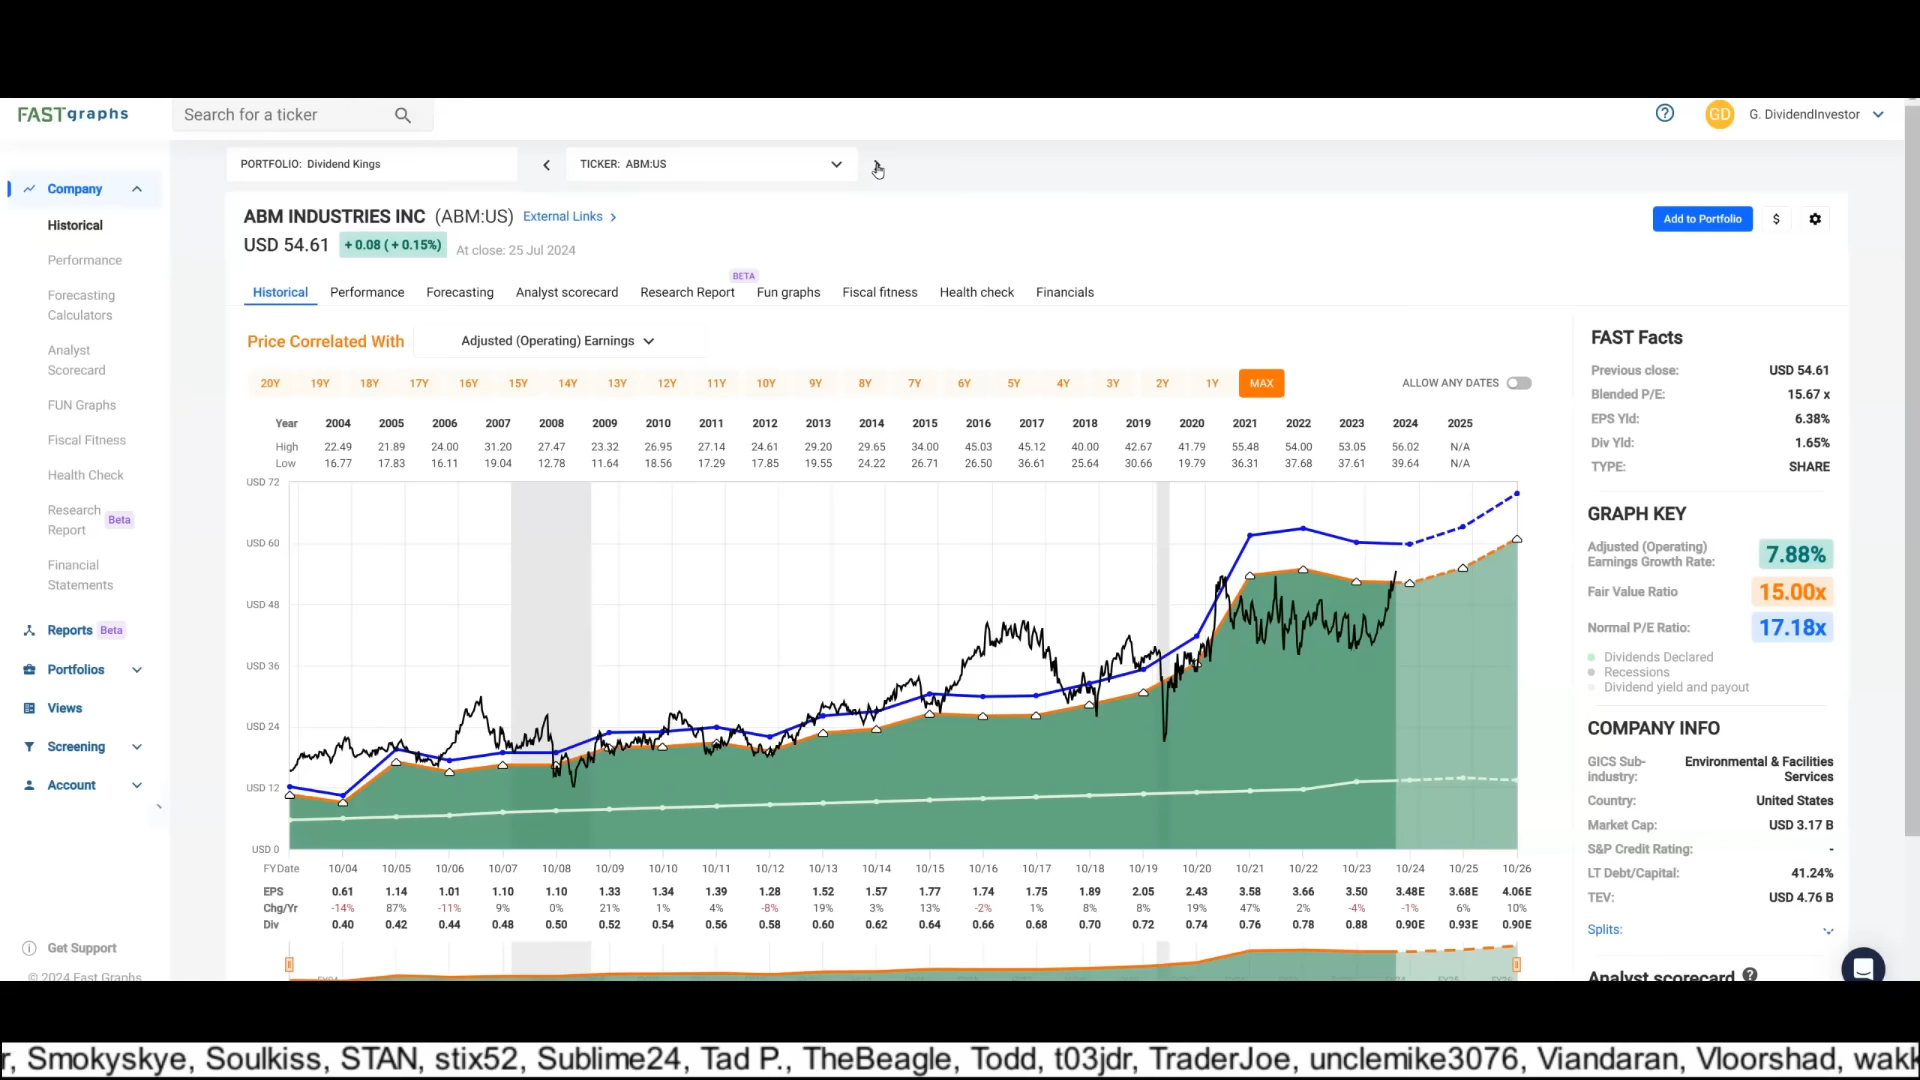 FASTgraphs
Search for a ticker
GD
G. DividendInvestor
PORTFOLIO: Dividend Kings
TICKER: ABM:US
Company
Historical
Performance
Forecasting
Calculators
Analyst
Scorecard
FUN Graphs
Fiscal Fitness
Health Check
Research
Report
Beta
Financial
Statements
Reports Beta
Portfolios
Views
Screening
Account
Get Support
© 2024 Fast Graphs
ABM INDUSTRIES INC (ABM:US) External Links
USD 54.61 + 0.08 ( + 0.15%) At close: 25 Jul 2024
Add to Portfolio $
BETA
Historical Performance Forecasting Analyst scorecard Research Report Fun graphs Fiscal fitness Health check Financials
Price Correlated With Adjusted (Operating) Earnings
20Y 19Y 18Y 17Y 16Y 15Y 14Y 13Y 12Y 11Y 10Y 9Y 8Y 7Y 6Y 5Y 4Y 3Y 2Y 1Y MAX ALLOW ANY DATES
Year 2004 2005 2006 2007 2008 2009 2010 2011 2012 2013 2014 2015 2016 2017 2018 2019 2020 2021 2022 2023 2024 2025
High 22.49 21.89 24.00 31.20 27.47 23.32 26.95 27.14 24.61 29.20 29.65 34.00 45.03 45.12 40.00 42.67 41.79 55.48 54.00 53.05 56.02 N/A
Low 16.77 17.83 16.11 19.04 12.78 11.64 18.56 17.29 17.85 19.55 24.22 26.71 26.50 36.61 25.64 30.66 19.79 36.31 37.68 37.61 39.64 N/A
USD 72
USD 60
USD 48
USD 36
USD 24
USD 12
USD 0
FY Date 10/04 10/05 10/06 10/07 10/08 10/09 10/10 10/11 10/12 10/13 10/14 10/15 10/16 10/17 10/18 10/19 10/20 10/21 10/22 10/23 10/24 10/25 10/26
EPS 0.61 1.14 1.01 1.10 1.10 1.33 1.34 1.39 1.28 1.52 1.57 1.77 1.74 1.75 1.89 2.05 2.43 3.58 3.66 3.50 3.48E 3.68E 4.06E
Chg/Yr -14% 87% -11% 9% 0% 21% 1% 4% -8% 19% 3% 13% -2% 1% 8% 8% 19% 47% 2% -4% -1% 6% 10%
Div 0.40 0.42 0.44 0.48 0.50 0.52 0.54 0.56 0.58 0.60 0.62 0.64 0.66 0.68 0.70 0.72 0.74 0.76 0.78 0.88 0.90E 0.93E 0.90E
FAST Facts
Previous close: USD 54.61
Blended P/E: 15.67 x
EPS Yld: 6.38%
Div Yld: 1.65%
TYPE: SHARE
GRAPH KEY
Adjusted (Operating)
Earnings Growth Rate: 7.88%
Fair Value Ratio 15.00x
Normal P/E Ratio: 17.18x
Dividends Declared
Recessions
Dividend yield and payout
COMPANY INFO
GICS Sub-
industry:
Environmental & Facilities
Services
Country: United States
Market Cap: USD 3.17 B
S&P Credit Rating: -
LT Debt/Capital: 41.24%
TEV: USD 4.76 B
Splits:
Analyst scorecard
r, Smokyskye, Soulkiss, STAN, stix52, Sublime24, Tad P., TheBeagle, Todd, t03jdr, TraderJoe, unclemike3076, Viandaran, Vloorshad, wakk